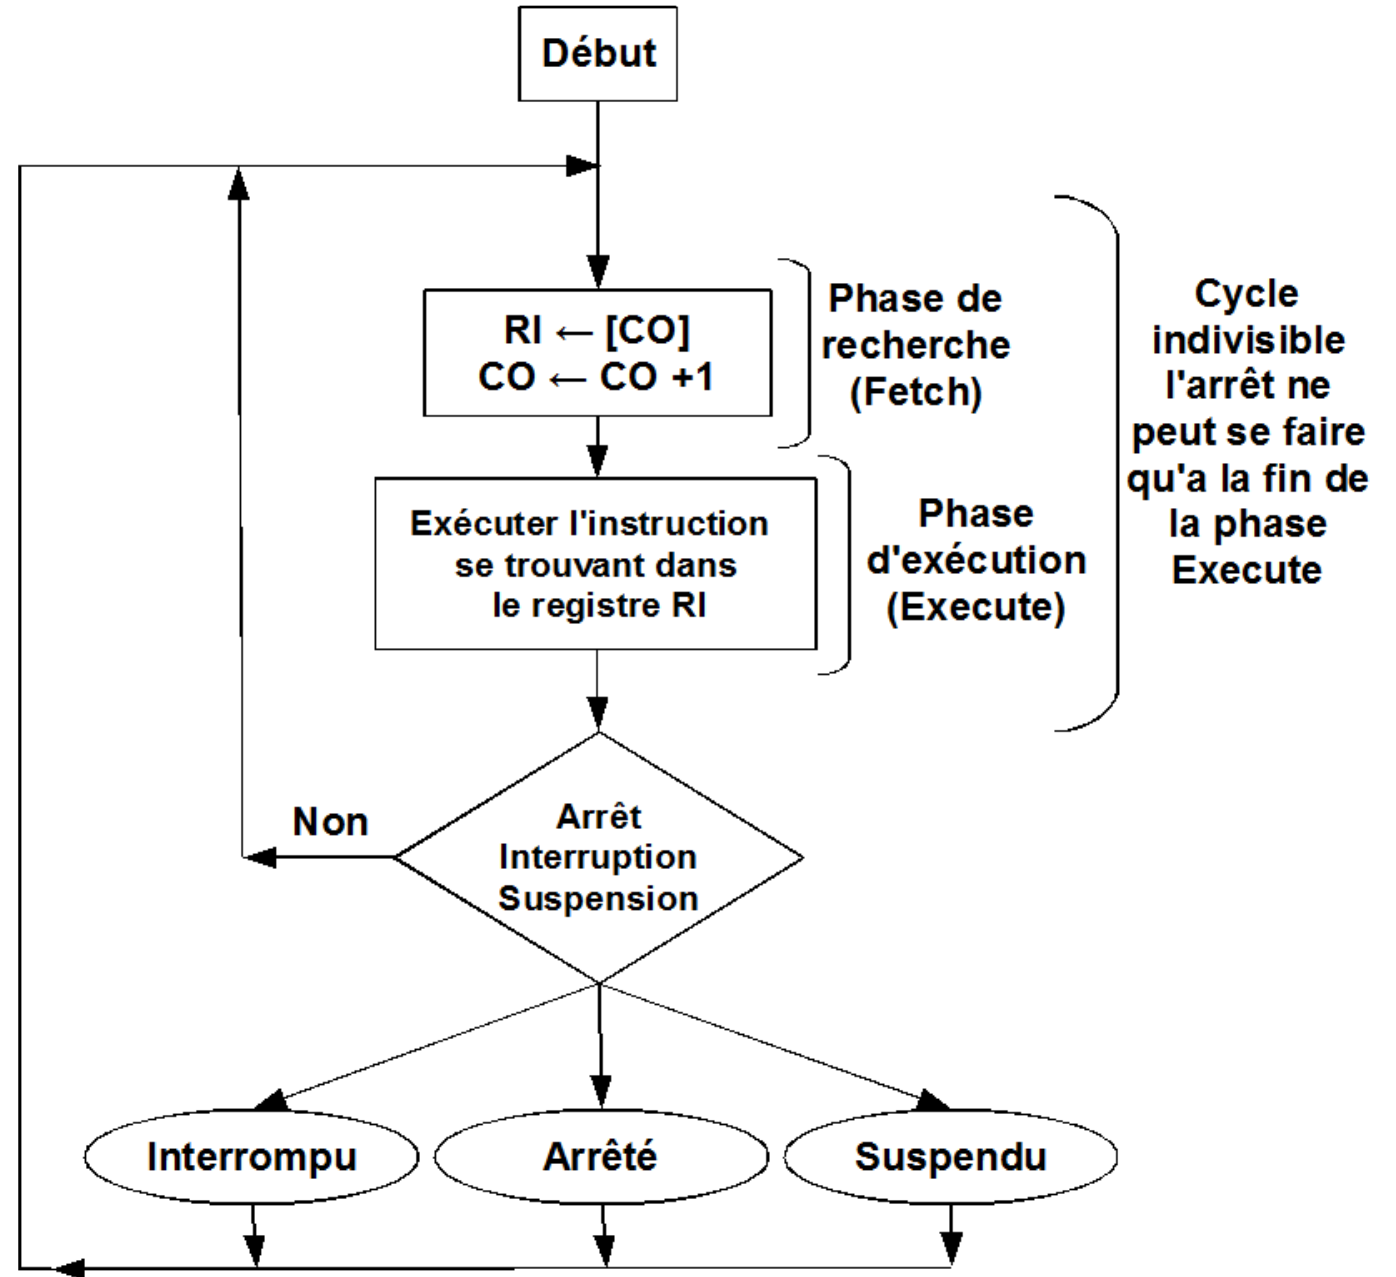 Début
RI ← [CO]
CO ← CO +1
Phase de
recherche
(Fetch)
Cycle
indivisible
l'arrêt ne
peut se faire
qu'a la fin de
la phase
Execute
Exécuter l'instruction
se trouvant dans
le registre RI
Phase
d'exécution
(Execute)
Non
Arrêt
Interruption
Suspension
Interrompu
Arrêté
Suspendu